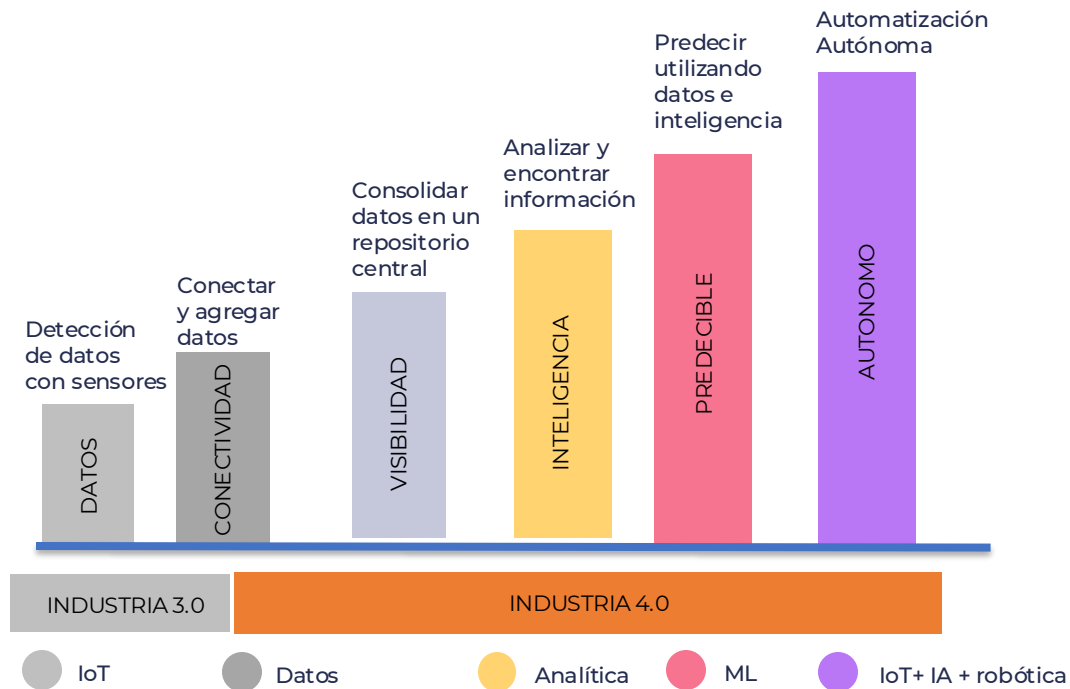 Detección
de datos
con sensores
DATOS
Conectar
y agregar
datos
CONECTIVIDAD
Consolidar
datos en un
repositorio
central
VISIBILIDAD
Analizar y
encontrar
información
INTELIGENCIA
Predecir
utilizando
datos e
inteligencia
PREDECIBLE
Automatización
Autónoma
AUTONOMO
INDUSTRIA 3.0
INDUSTRIA 4.0
IoT
Datos
Analítica
ML
IoT+ IA + robótica